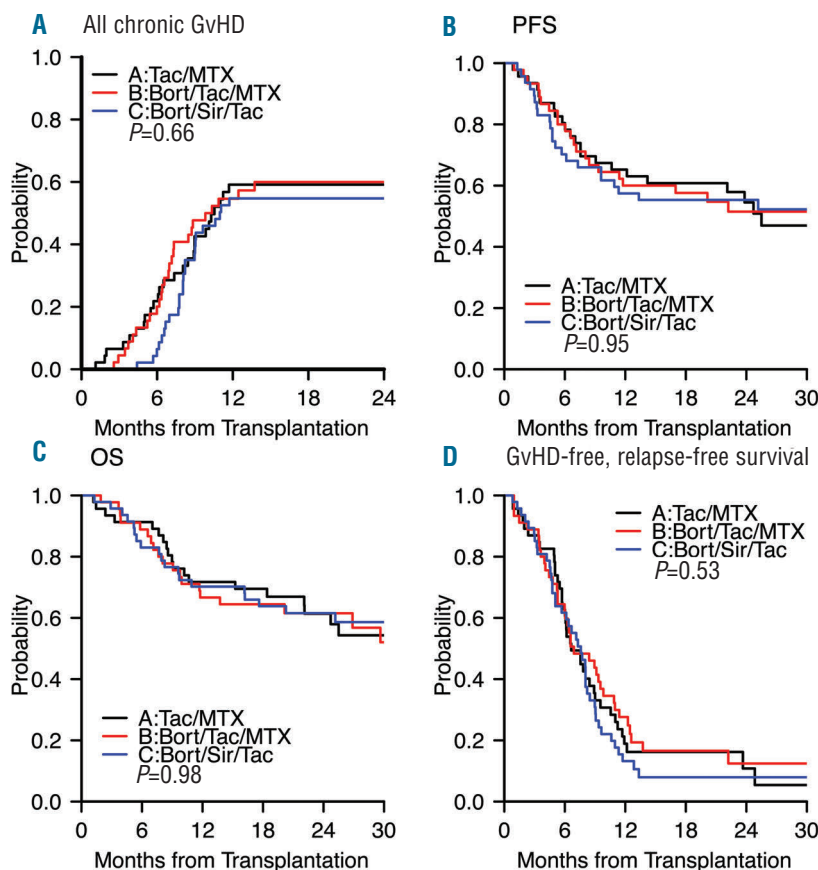 A All chronic GvHD
1.0
0.8
0.6
0.4
0.2
0.0
Probability
A:Tac/MTX
B:Bort/Tac/MTX
C:Bort/Sir/Tac
P=0.66
0 6 12 18 24
Months from Transplantation
B PFS
1.0
0.8
0.6
0.4
0.2
0.0
Probability
A:Tac/MTX
B:Bort/Tac/MTX
C:Bort/Sir/Tac
P=0.95
0 6 12 18 24 30
Months from Transplantation
C OS
1.0
0.8
0.6
0.4
0.2
0.0
Probability
A:Tac/MTX
B:Bort/Tac/MTX
C:Bort/Sir/Tac
P=0.98
0 6 12 18 24 30
Months from Transplantation
D GvHD-free, relapse-free survival
1.0
0.8
0.6
0.4
0.2
0.0
Probability
A:Tac/MTX
B:Bort/Tac/MTX
C:Bort/Sir/Tac
P=0.53
0 6 12 18 24 30
Months from Transplantation